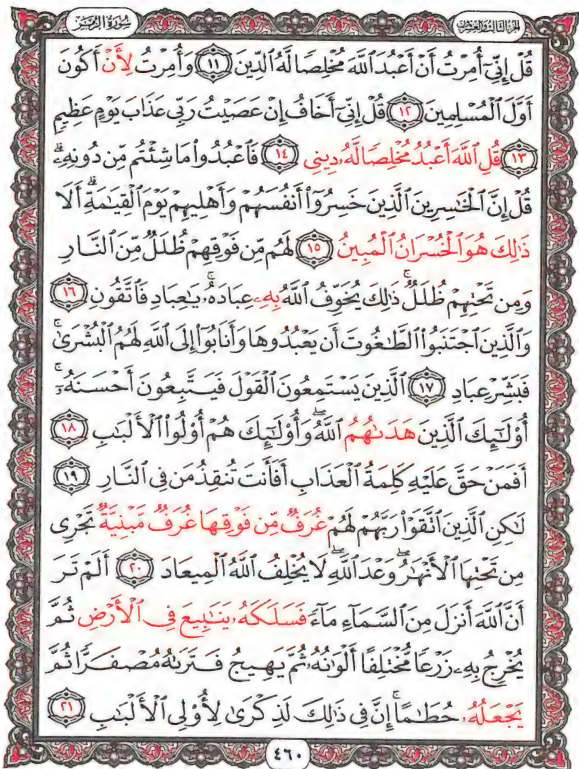 الجزء الثالث والعشرون
سورة الزمر
قُلْ إِنِّيٓ أُمِرْتُ أَنْ أَعْبُدَ ٱللَّهَ مُخْلِصٗا لَّهُ ٱلدِّينَ ١١ وَأُمِرْتُ لِأَنْ أَكُونَ
أَوَّلَ ٱلْمُسْلِمِينَ ١٢ قُلْ إِنِّيٓ أَخَافُ إِنْ عَصَيْتُ رَبِّي عَذَابَ يَوْمٍ عَظِيمٖ
١٣ قُلِ ٱللَّهَ أَعْبُدُ مُخْلِصٗا لَّهُۥ دِينِي ١٤ فَٱعْبُدُوا۟ مَا شِئْتُم مِّن دُونِهِۦۗ
قُلْ إِنَّ ٱلْخَٰسِرِينَ ٱلَّذِينَ خَسِرُوٓا۟ أَنفُسَهُمْ وَأَهْلِيهِمْ يَوْمَ ٱلْقِيَٰمَةِۗ أَلَا
ذَٰلِكَ هُوَ ٱلْخُسْرَانُ ٱلْمُبِينُ ١٥ لَهُم مِّن فَوْقِهِمْ ظُلَلٞ مِّنَ ٱلنَّارِ
وَمِن تَحْتِهِمْ ظُلَلٞۚ ذَٰلِكَ يُخَوِّفُ ٱللَّهُ بِهِۦ عِبَادَهُۥۚ يَٰعِبَادِ فَٱتَّقُونِ ١٦
وَٱلَّذِينَ ٱجْتَنَبُوا۟ ٱلطَّٰغُوتَ أَن يَعْبُدُوهَا وَأَنَابُوٓا۟ إِلَى ٱللَّهِ لَهُمُ ٱلْبُشْرَىٰۚ
فَبَشِّرْ عِبَادِ ١٧ ٱلَّذِينَ يَسْتَمِعُونَ ٱلْقَوْلَ فَيَتَّبِعُونَ أَحْسَنَهُۥٓۚ
أُو۟لَٰٓئِكَ ٱلَّذِينَ هَدَىٰهُمُ ٱللَّهُۖ وَأُو۟لَٰٓئِكَ هُمْ أُو۟لُوا۟ ٱلْأَلْبَٰبِ ١٨
أَفَمَنْ حَقَّ عَلَيْهِ كَلِمَةُ ٱلْعَذَابِ أَفَأَنتَ تُنقِذُ مَن فِي ٱلنَّارِ ١٩
لَٰكِنِ ٱلَّذِينَ ٱتَّقَوْا۟ رَبَّهُمْ لَهُمْ غُرَفٞ مِّن فَوْقِهَا غُرَفٞ مَّبْنِيَّةٞ تَجْرِي
مِن تَحْتِهَا ٱلْأَنْهَٰرُۖ وَعْدَ ٱللَّهِۖ لَا يُخْلِفُ ٱللَّهُ ٱلْمِيعَادَ ٢٠ أَلَمْ تَرَ
أَنَّ ٱللَّهَ أَنزَلَ مِنَ ٱلسَّمَآءِ مَآءٗ فَسَلَكَهُۥ يَنَٰبِيعَ فِي ٱلْأَرْضِ ثُمَّ
يُخْرِجُ بِهِۦ زَرْعٗا مُّخْتَلِفًا أَلْوَٰنُهُۥ ثُمَّ يَهِيجُ فَتَرَىٰهُ مُصْفَرّٗا ثُمَّ
يَجْعَلُهُۥ حُطَٰمًاۚ إِنَّ فِي ذَٰلِكَ لَذِكْرَىٰ لِأُو۟لِي ٱلْأَلْبَٰبِ ٢١
٤٦٠